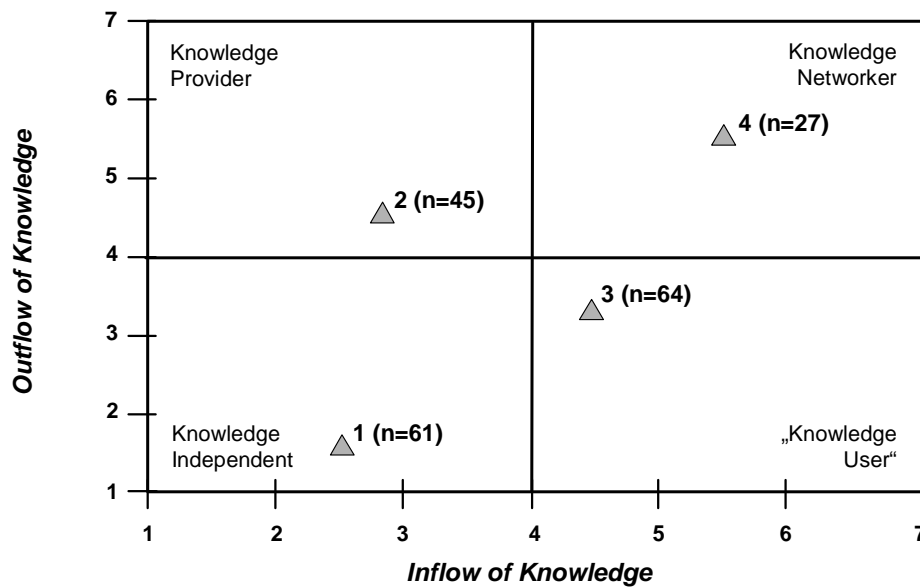 7
Knowledge
Provider
Knowledge
Networker
6
4 (n=27)
5
2 (n=45)
Outflow of Knowledge
4
3 (n=64)
3
2
1 (n=61)
Knowledge
Independent
„Knowledge
User“
1
1 2 3 4 5 6 7
Inflow of Knowledge